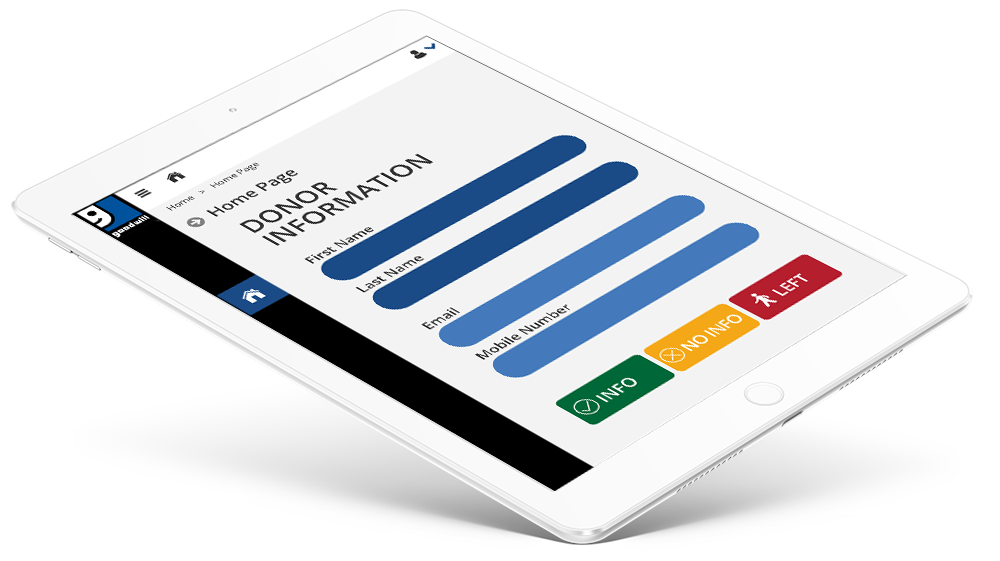 goodwill
Home > Home Page
Home Page
DONOR
INFORMATION
First Name
Last Name
Email
Mobile Number
INFO
NO INFO
LEFT